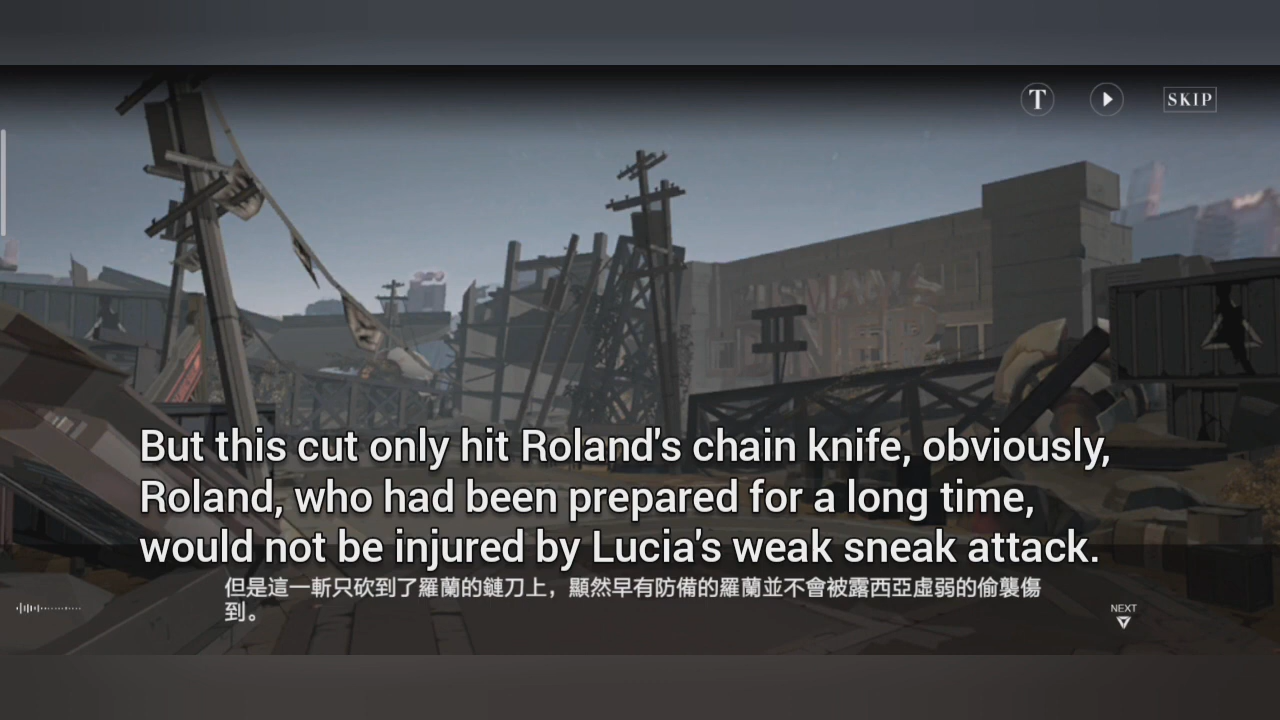 T
SKIP
But this cut only hit Roland's chain knife, obviously,
Roland, who had been prepared for a long time,
would not be injured by Lucia's weak sneak attack.
但是這一斬只砍到了羅蘭的鏈刀上，顯然早有防備的羅蘭並不會被露西亞虛弱的偷襲傷
到。
NEXT